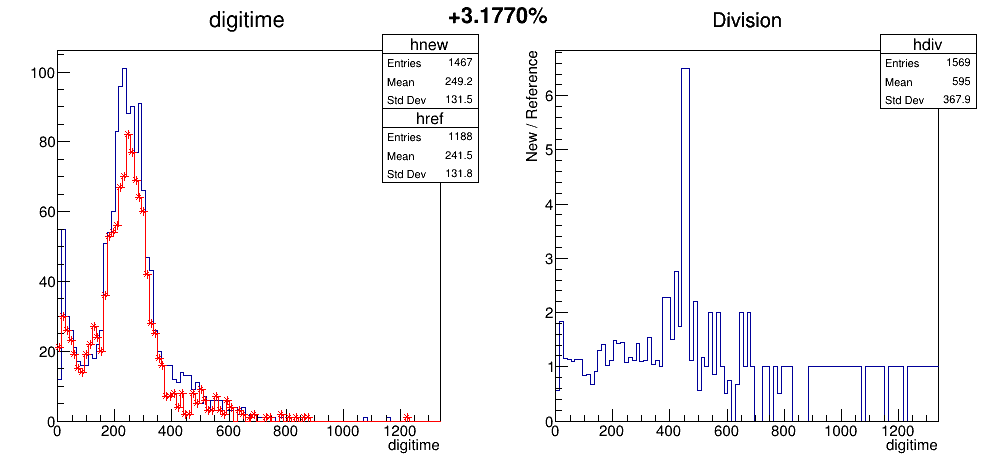 +3.1770%
digitime
hnew
Entries 1467
Mean 249.2
Std Dev 131.5
href
Entries 1188
Mean 241.5
Std Dev 131.8
100
80
60
40
20
0
0 200 400 600 800 1000 1200
digitime
Division
hdiv
Entries 1569
Mean 595
Std Dev 367.9
New / Reference
6
5
4
3
2
1
0
0 200 400 600 800 1000 1200
digitime